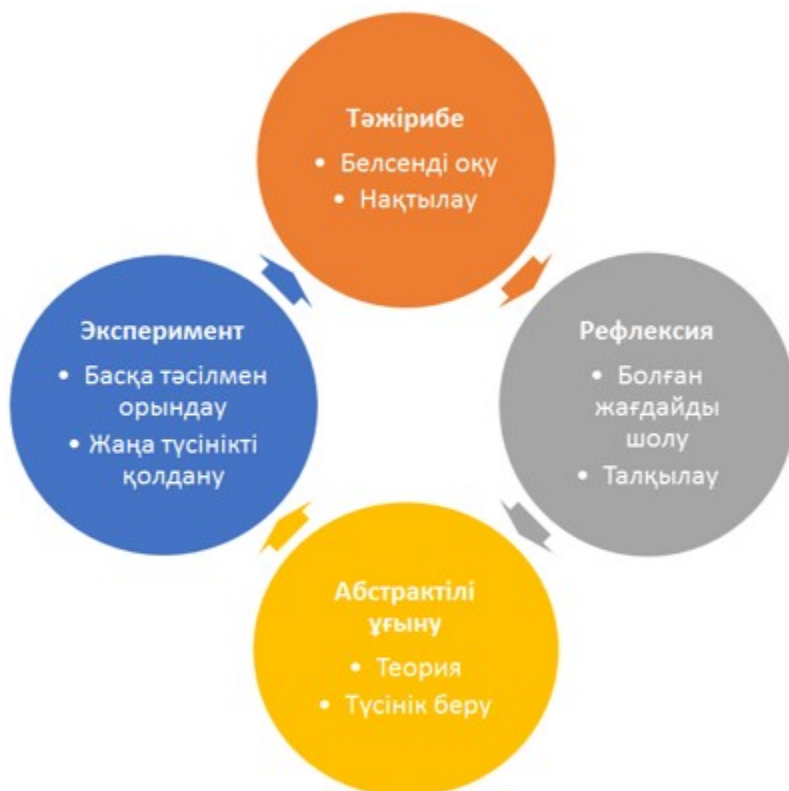 Тәжірибе
• Белсенді оқу
• Нақтылау
Рефлексия
• Болған
жағдайды
шолу
• Талқылау
Абстрактілі
ұғыну
• Теория
• Түсінік беру
Эксперимент
• Басқа тәсілмен
орындау
• Жаңа түсінікті
қолдану